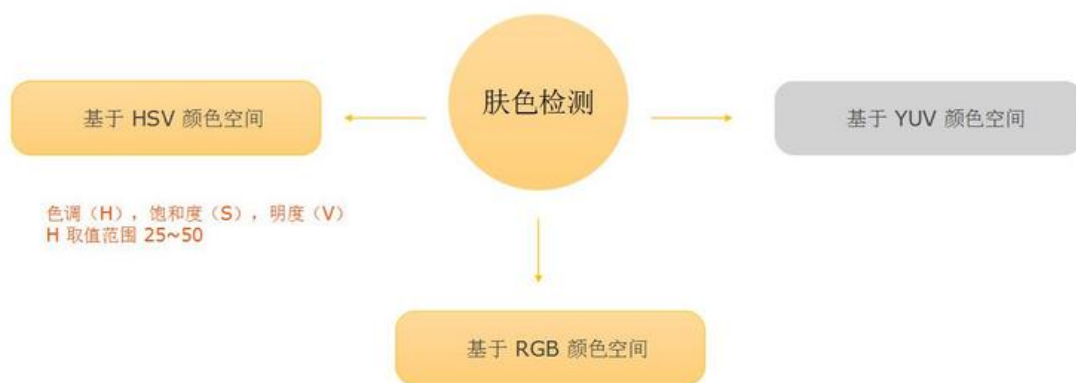 肤色检测
基于 HSV 颜色空间
基于 YUV 颜色空间
色调（H），饱和度（S），明度（V）
H 取值范围 25~50
基于 RGB 颜色空间